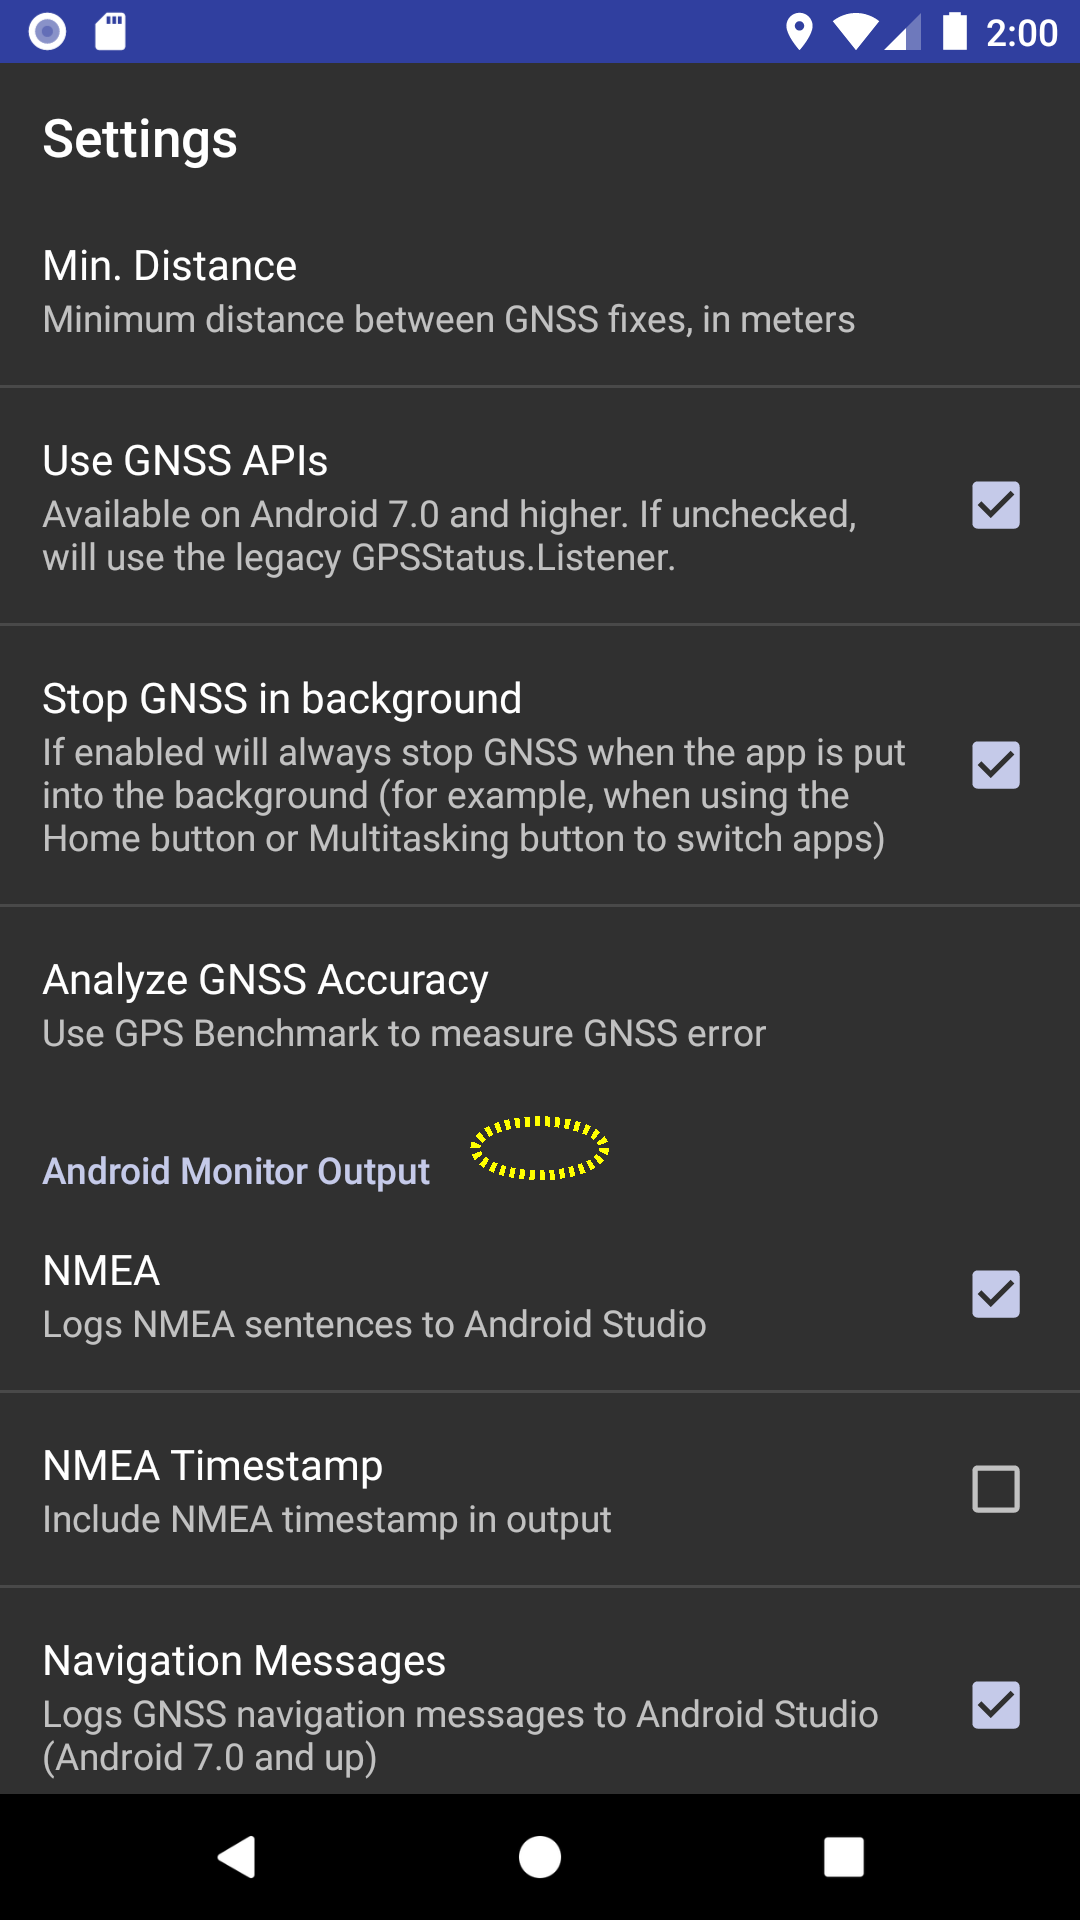 2:00
Settings
Min. Distance
Minimum distance between GNSS fixes, in meters
Use GNSS APIs
Available on Android 7.0 and higher. If unchecked,
will use the legacy GPSStatus.Listener.
Stop GNSS in background
If enabled will always stop GNSS when the app is put
into the background (for example, when using the
Home button or Multitasking button to switch apps)
Analyze GNSS Accuracy
Use GPS Benchmark to measure GNSS error
Android Monitor Output
NMEA
Logs NMEA sentences to Android Studio
NMEA Timestamp
Include NMEA timestamp in output
Navigation Messages
Logs GNSS navigation messages to Android Studio
(Android 7.0 and up)